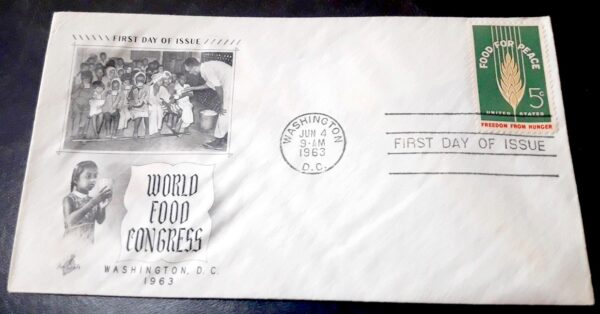 FIRST DAY OF ISSUE
WORLD
FOOD
CONGRESS
WASHINGTON, D. C.
1963
WASHINGTON
JUN 4
9-AM
1963
D.C.
FOOD FOR PEACE
5¢
UNITED STATES
FREEDOM FROM HUNGER
FIRST DAY OF ISSUE